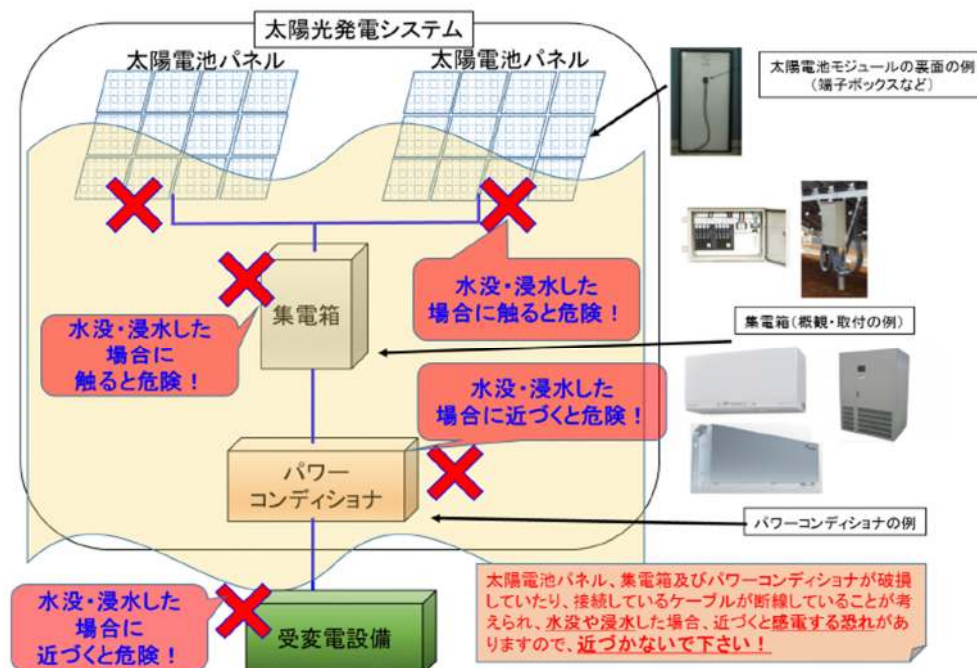 太陽光発電システム
太陽電池パネル
太陽電池パネル
太陽電池モジュールの裏面の例
（端子ボックスなど）
水没・浸水した
場合に触ると危険！
集電箱
水没・浸水した
場合に
触ると危険！
集電箱（概観・取付の例）
水没・浸水した
場合に近づくと危険！
パワー
コンディショナ
パワーコンディショナの例
水没・浸水した
場合に
近づくと危険！
受変電設備
太陽電池パネル、集電箱及びパワーコンディショナが破損
していたり、接続しているケーブルが断線していることが考
えられ、水没や浸水した場合、近づくと感電する恐れがあ
りますので、近づかないで下さい！